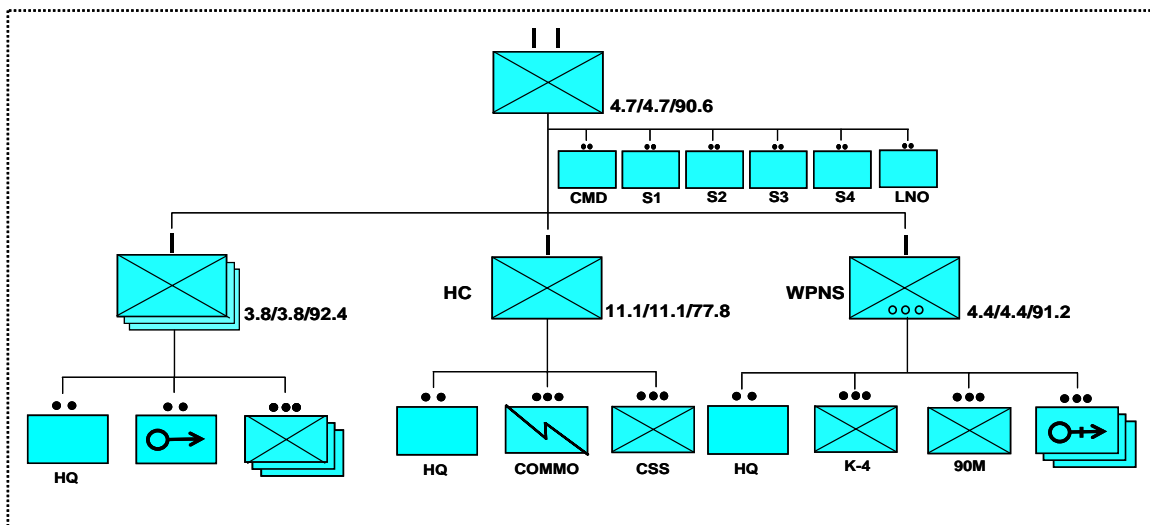 4.7/4.7/90.6
CMD S1 S2 S3 S4 LNO
3.8/3.8/92.4
HC
11.1/11.1/77.8
WPNS
4.4/4.4/91.2
HQ
HQ COMMO CSS
HQ K-4 90M